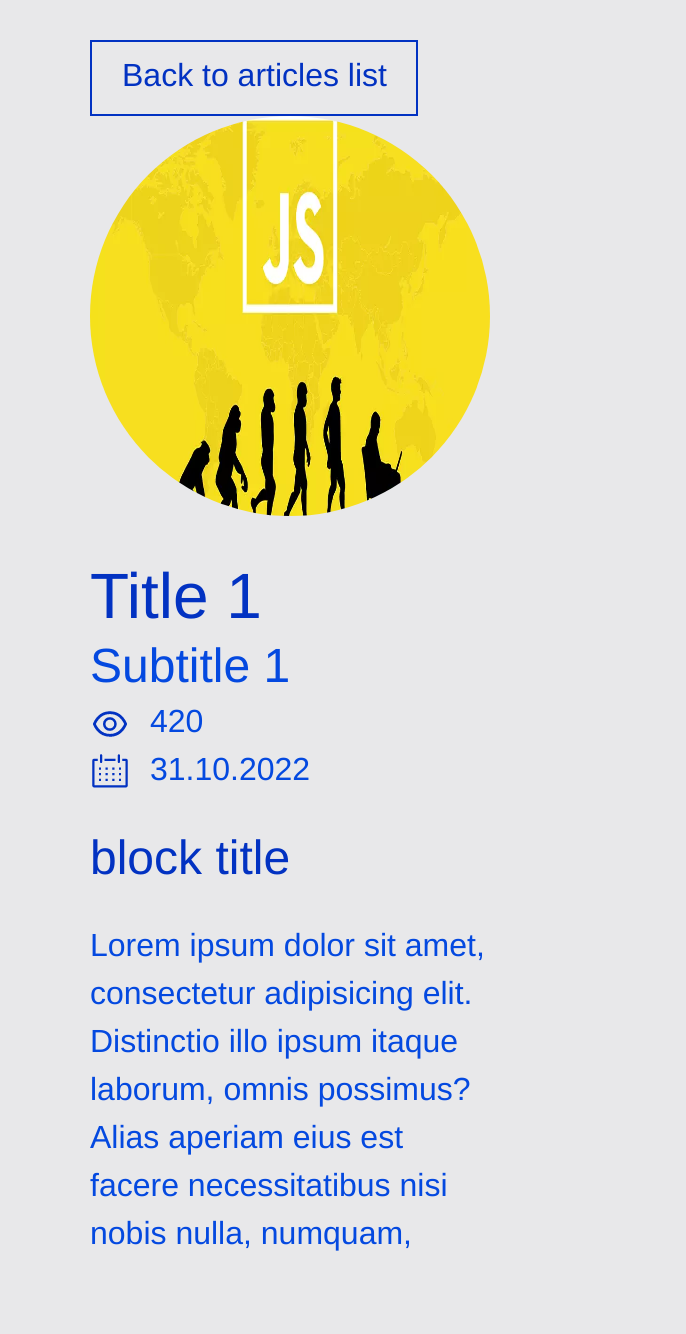 Back to articles list
JS
Title 1
Subtitle 1
420
31.10.2022
block title
Lorem ipsum dolor sit amet,
consectetur adipisicing elit.
Distinctio illo ipsum itaque
laborum, omnis possimus?
Alias aperiam eius est
facere necessitatibus nisi
nobis nulla, numquam,